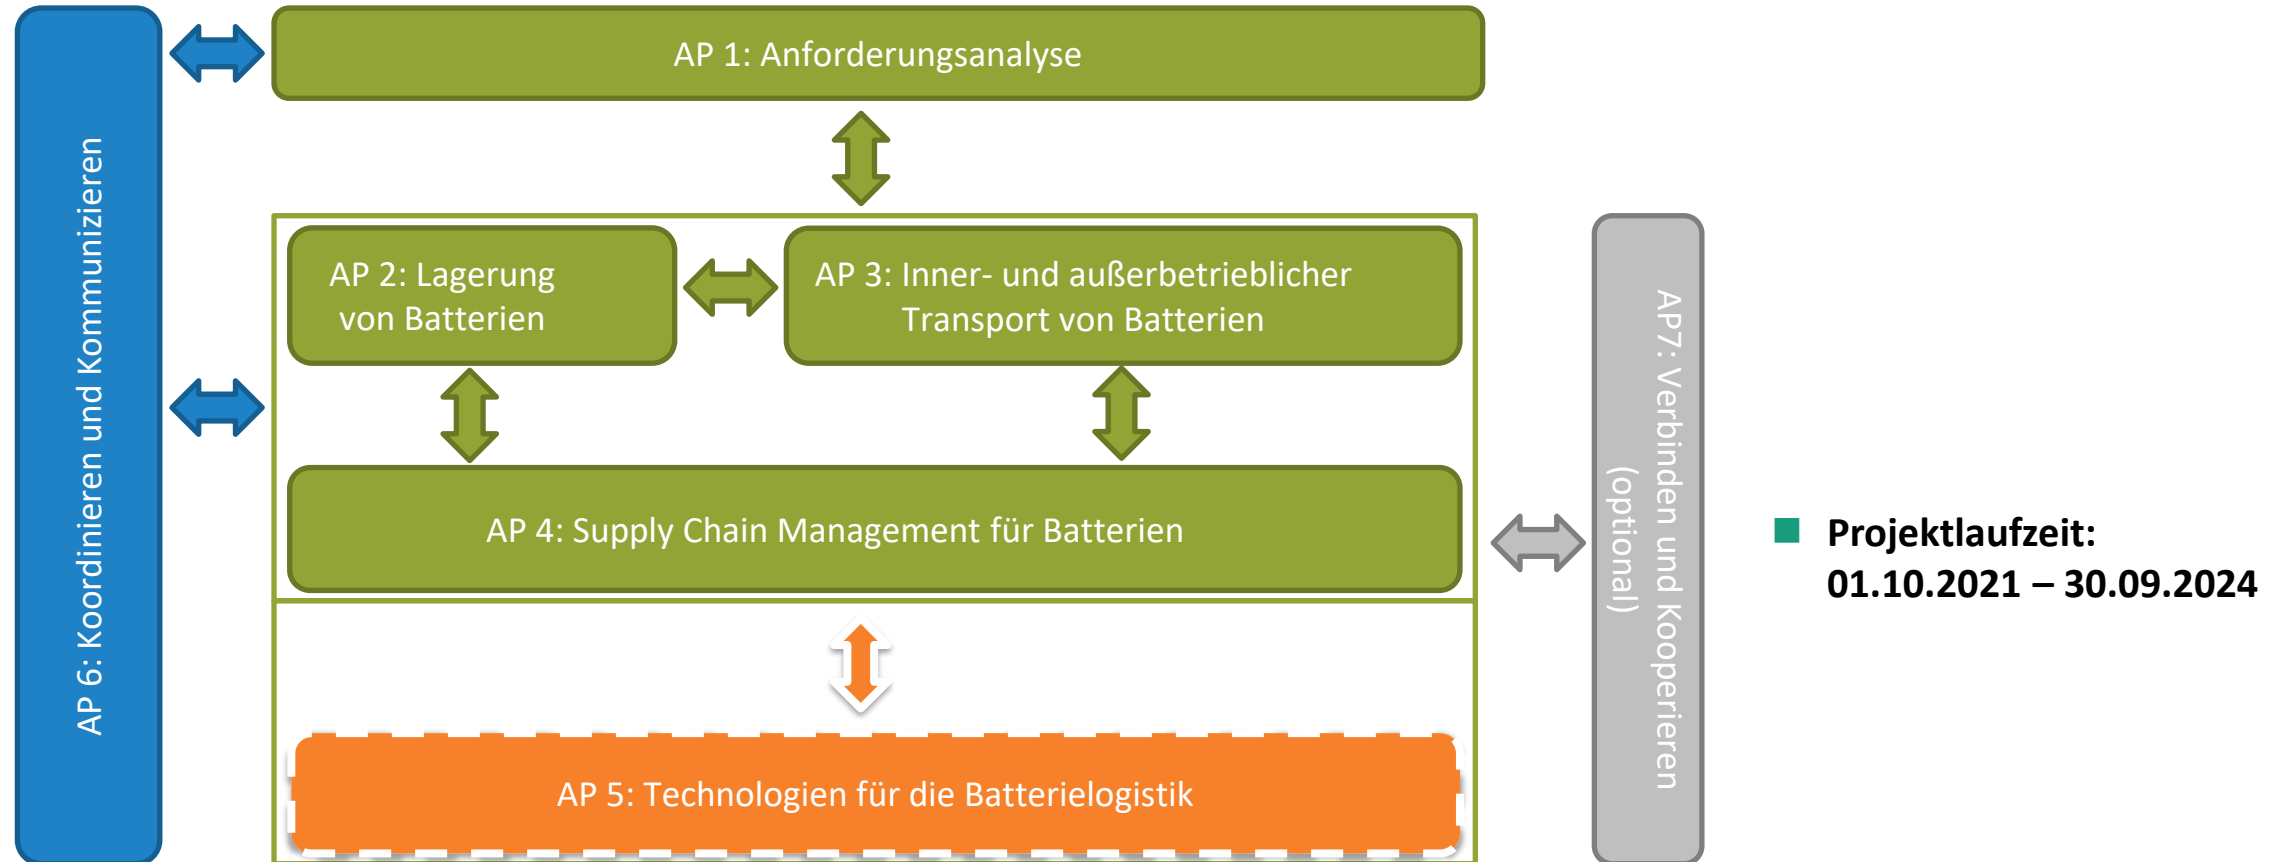 AP 6: Koordinieren und Kommunizieren
AP 1: Anforderungsanalyse
AP 2: Lagerung
von Batterien
AP 3: Inner- und außerbetrieblicher
Transport von Batterien
AP 4: Supply Chain Management für Batterien
AP 5: Technologien für die Batterielogistik
AP7: Verbinden und Kooperieren
(optional)
Projektlaufzeit:
01.10.2021 – 30.09.2024